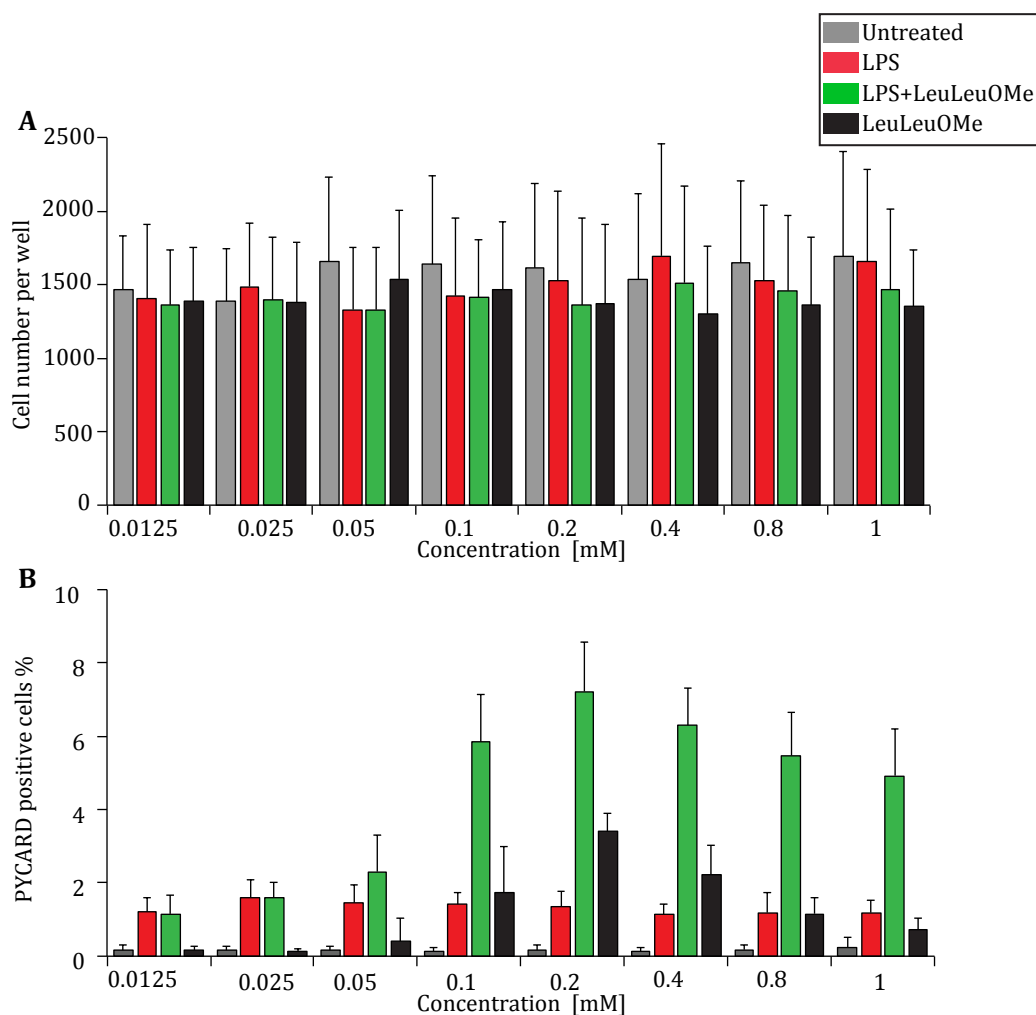 Untreated
LPS
LPS+LeuLeuOMe
LeuLeuOMe
A
2500
2000
1500
1000
500
0
Cell number per well
0.0125 0.025 0.05 0.1 0.2 0.4 0.8 1
Concentration [mM]
B
10
8
6
4
2
0
PYCARD positive cells %
0.0125 0.025 0.05 0.1 0.2 0.4 0.8 1
Concentration [mM]